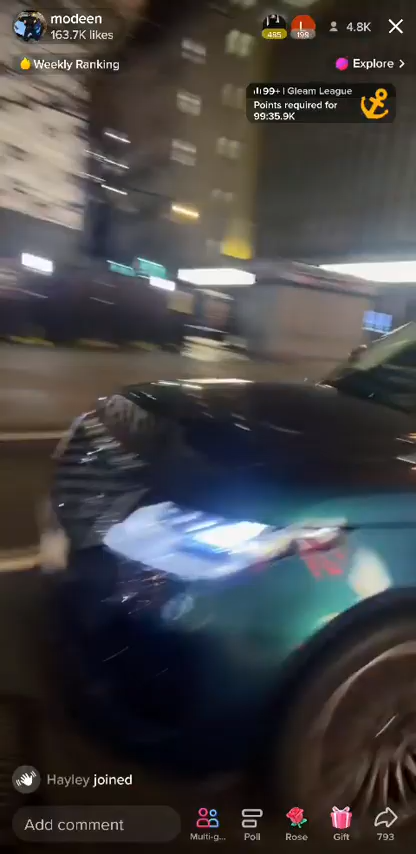 modeen
163.7K likes
485
199
4.8K
Weekly Ranking
Explore
99+ | Gleam League
Points required for
99:35.9K
Hayley joined
Add comment
Multi-g...
Poll
Rose
Gift
793